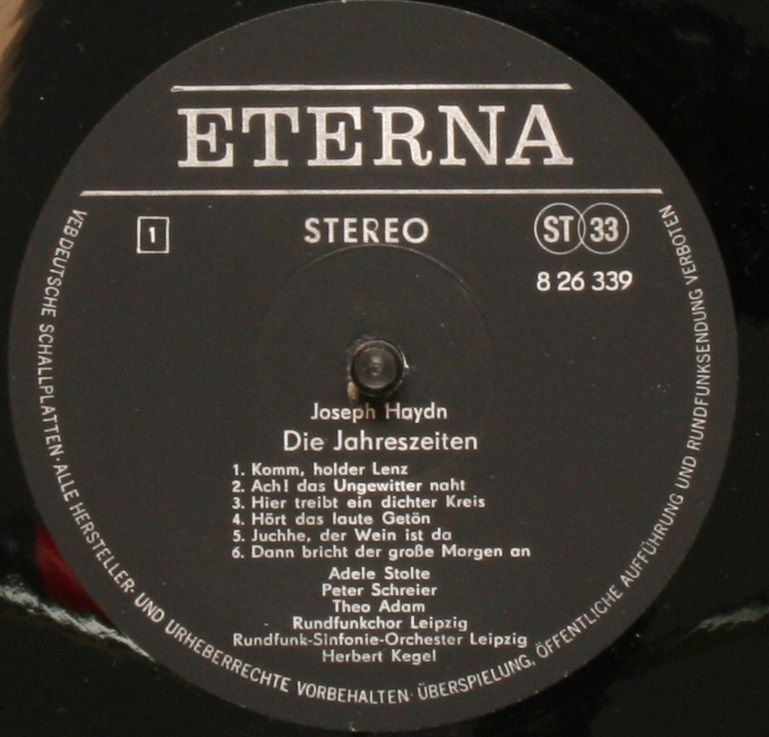 ETERNA
1
STEREO
ST 33
8 26 339
Joseph Haydn
Die Jahreszeiten
1. Komm, holder Lenz
2. Ach! das Ungewitter naht
3. Hier treibt ein dichter Kreis
4. Hört das laute Getön
5. Juchhe, der Wein ist da
6. Dann bricht der große Morgen an
Adele Stolte
Peter Schreier
Theo Adam
Rundfunkchor Leipzig
Rundfunk-Sinfonie-Orchester Leipzig
Herbert Kegel
VEB DEUTSCHE SCHALLPLATTEN · ALLE HERSTELLER- UND URHEBERRECHTE VORBEHALTEN · ÜBERSPIELUNG, ÖFFENTLICHE AUFFÜHRUNG UND RUNDFUNKSENDUNG VERBOTEN